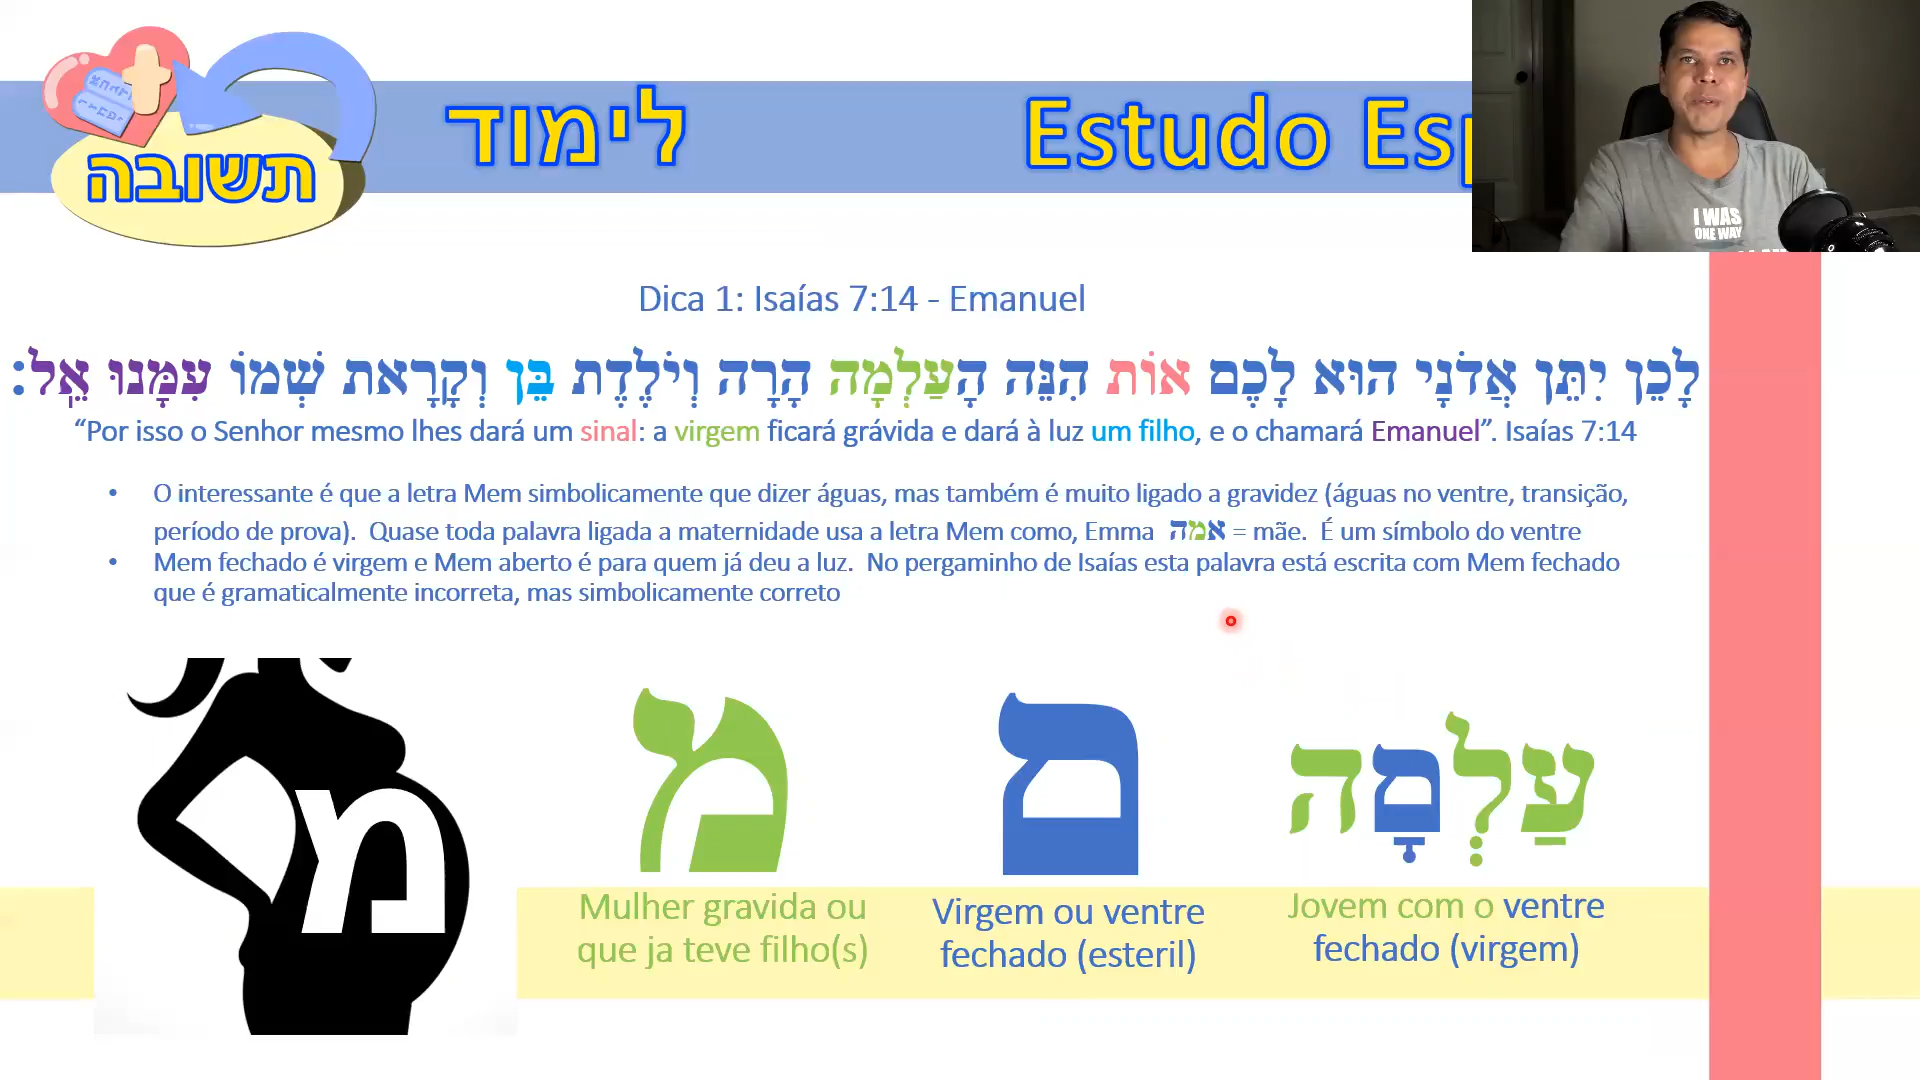 תשובה
לימוד
Estudo Esp
I WAS
ONE WAY
Dica 1: Isaías 7:14 - Emanuel
לָכֵן יִתֵּן אֲדֹנָי הוּא לָכֶם אוֹת הִנֵּה הָעַלְמָה הָרָה וְיֹלֶדֶת בֵּן וְקָרָאת שְׁמוֹ עִמָּנוּ אֵֽל׃
“Por isso o Senhor mesmo lhes dará um sinal: a virgem ficará grávida e dará à luz um filho, e o chamará Emanuel”. Isaías 7:14
• O interessante é que a letra Mem simbolicamente que dizer águas, mas também é muito ligado a gravidez (águas no ventre, transição,
período de prova). Quase toda palavra ligada a maternidade usa a letra Mem como, Emma אמה = mãe. É um símbolo do ventre
• Mem fechado é virgem e Mem aberto é para quem já deu a luz. No pergaminho de Isaías esta palavra está escrita com Mem fechado
que é gramaticalmente incorreta, mas simbolicamente correto
מ
מ
ם
עַלְםָה
Mulher gravida ou
que ja teve filho(s)
Virgem ou ventre
fechado (esteril)
Jovem com o ventre
fechado (virgem)